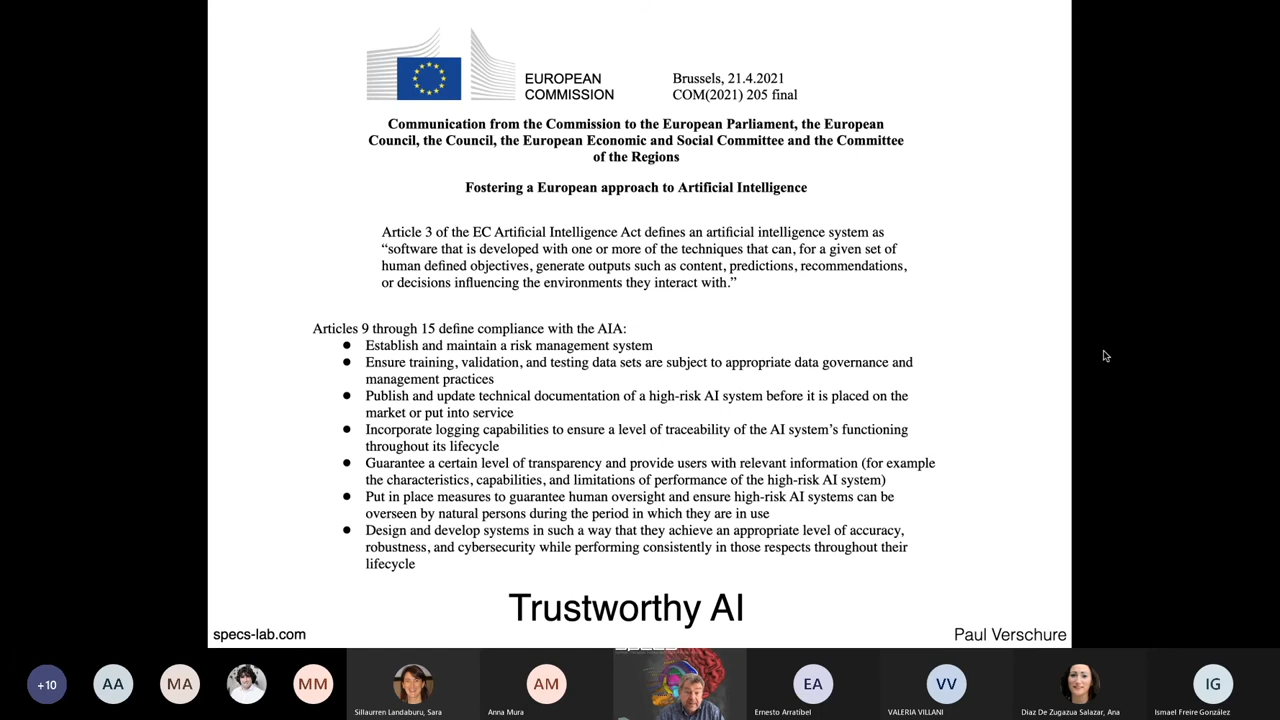 EUROPEAN
COMMISSION
Brussels, 21.4.2021
COM(2021) 205 final
Communication from the Commission to the European Parliament, the European
Council, the Council, the European Economic and Social Committee and the Committee
of the Regions
Fostering a European approach to Artificial Intelligence
Article 3 of the EC Artificial Intelligence Act defines an artificial intelligence system as
“software that is developed with one or more of the techniques that can, for a given set of
human defined objectives, generate outputs such as content, predictions, recommendations,
or decisions influencing the environments they interact with.”
Articles 9 through 15 define compliance with the AIA:
● Establish and maintain a risk management system
● Ensure training, validation, and testing data sets are subject to appropriate data governance and
management practices
● Publish and update technical documentation of a high-risk AI system before it is placed on the
market or put into service
● Incorporate logging capabilities to ensure a level of traceability of the AI system’s functioning
throughout its lifecycle
● Guarantee a certain level of transparency and provide users with relevant information (for example
the characteristics, capabilities, and limitations of performance of the high-risk AI system)
● Put in place measures to guarantee human oversight and ensure high-risk AI systems can be
overseen by natural persons during the period in which they are in use
● Design and develop systems in such a way that they achieve an appropriate level of accuracy,
robustness, and cybersecurity while performing consistently in those respects throughout their
lifecycle
Trustworthy AI
specs-lab.com
Paul Verschure
+10
AA
MA
MM
Sillaurren Landaburu, Sara
AM
Anna Mura
EA
Ernesto Arratibel
VV
VALERIA VILLANI
Díaz De Zugazua Salazar, Ana
IG
Ismael Freire González